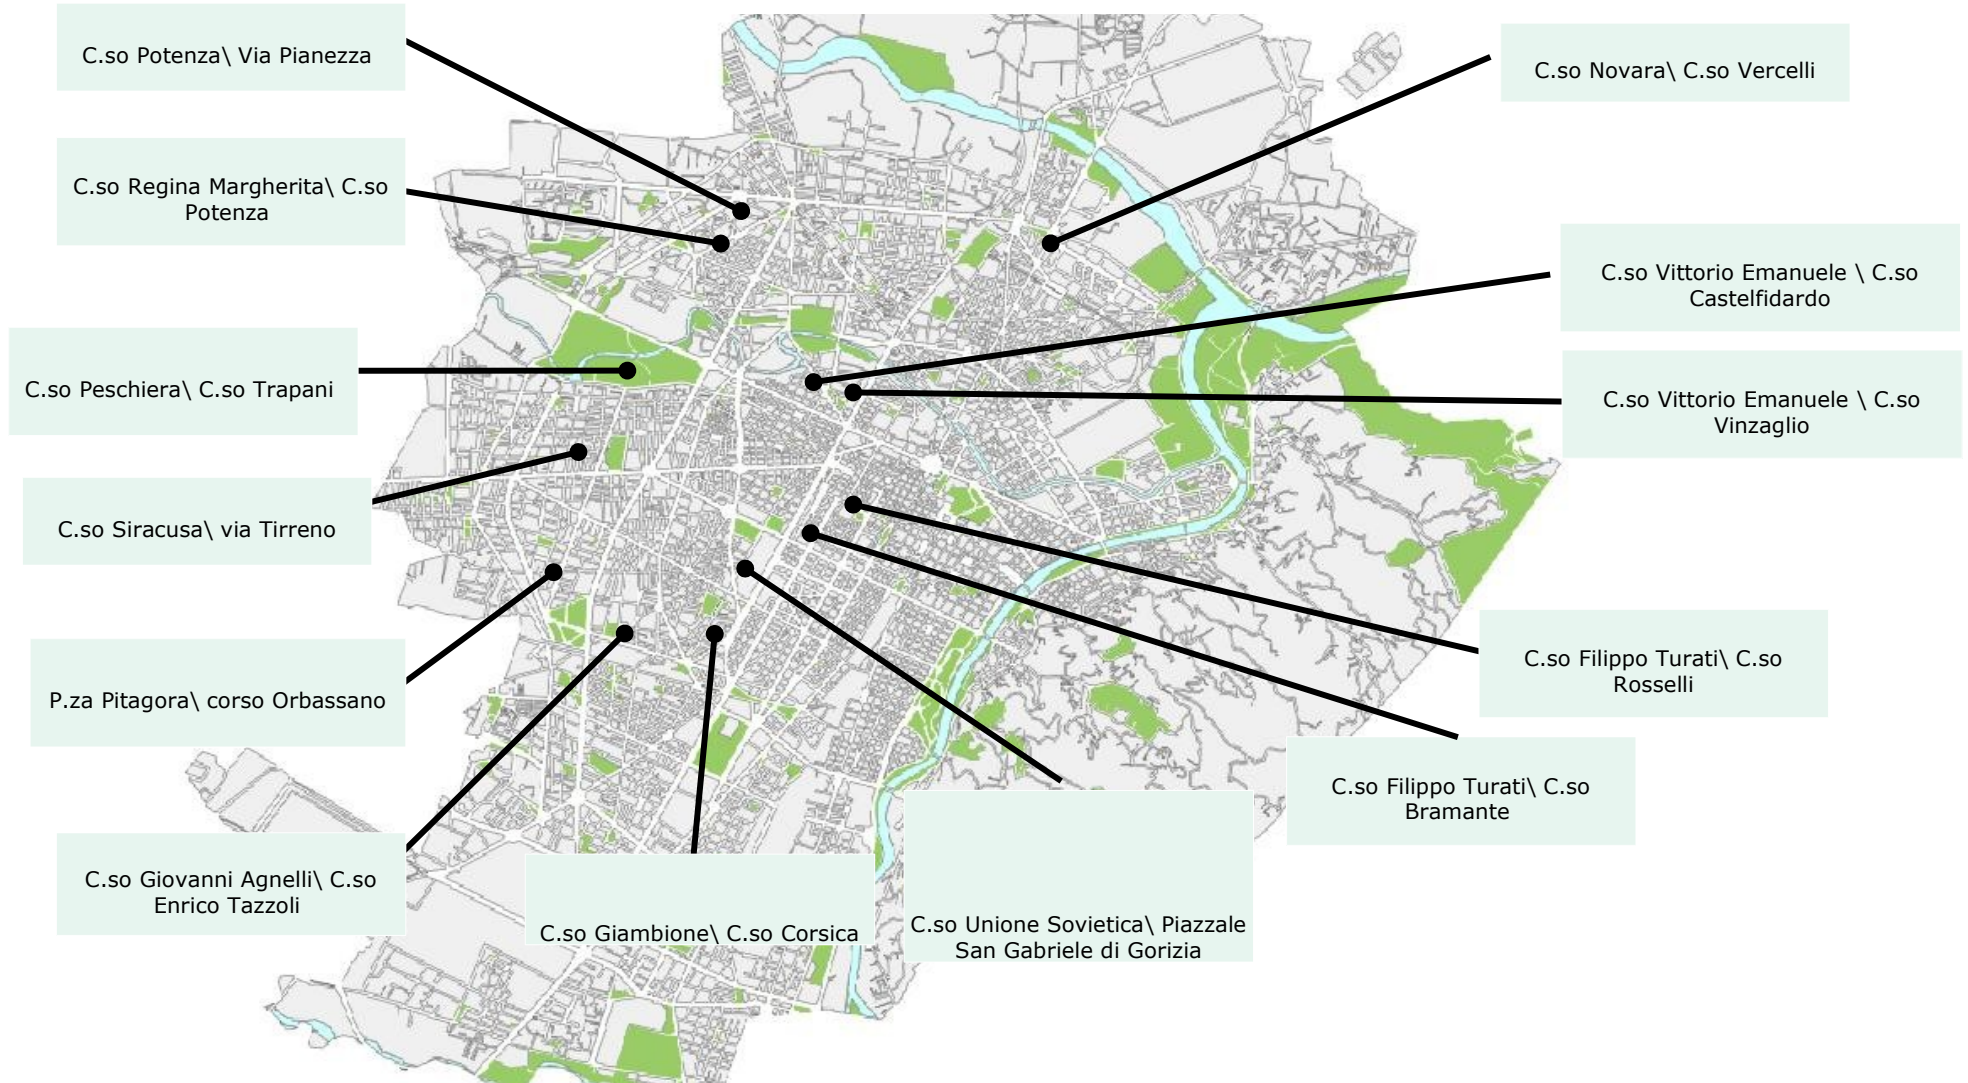 C.so Potenza\ Via Pianezza
C.so Novara\ C.so Vercelli
C.so Regina Margherita\ C.so
Potenza
C.so Vittorio Emanuele \ C.so
Castelfidardo
C.so Peschiera\ C.so Trapani
C.so Vittorio Emanuele \ C.so
Vinzaglio
C.so Siracusa\ via Tirreno
C.so Filippo Turati\ C.so
Rosselli
P.za Pitagora\ corso Orbassano
C.so Filippo Turati\ C.so
Bramante
C.so Giovanni Agnelli\ C.so
Enrico Tazzoli
C.so Giambione\ C.so Corsica
C.so Unione Sovietica\ Piazzale
San Gabriele di Gorizia